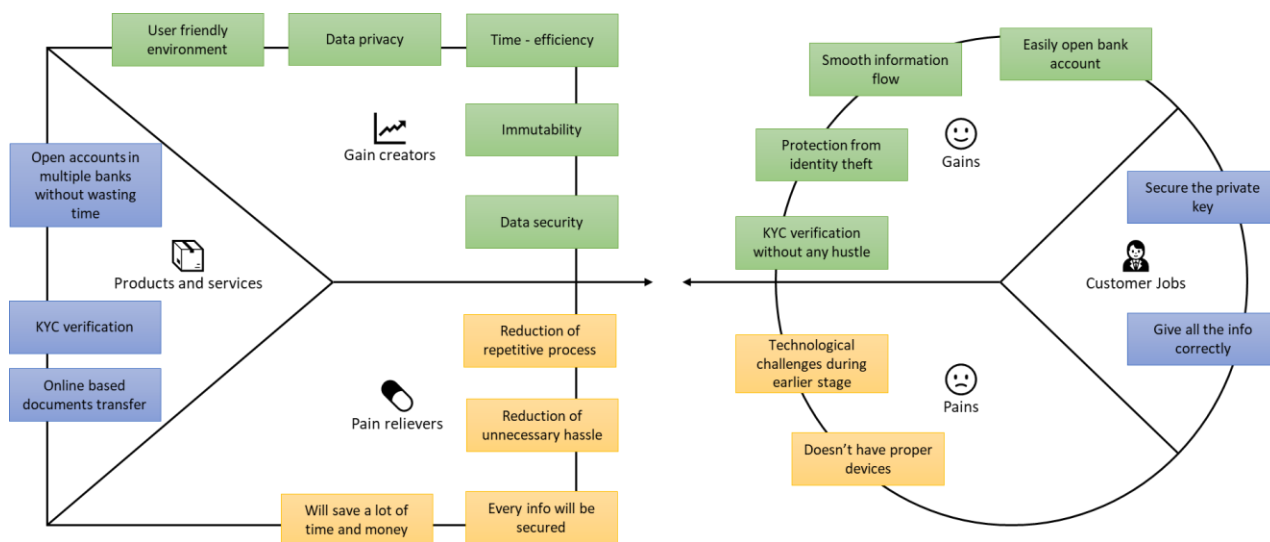 User friendly
environment
Data privacy
Time - efficiency
Immutability
Data security
Gain creators
Open accounts in
multiple banks
without wasting
time
Products and services
KYC verification
Online based
documents transfer
Reduction of
repetitive process
Reduction of
unnecessary hassle
Pain relievers
Will save a lot of
time and money
Every info will be
secured
Easily open bank
account
Smooth information
flow
Protection from
identity theft
KYC verification
without any hustle
Gains
Secure the private
key
Customer Jobs
Give all the info
correctly
Technological
challenges during
earlier stage
Pains
Doesn't have proper
devices